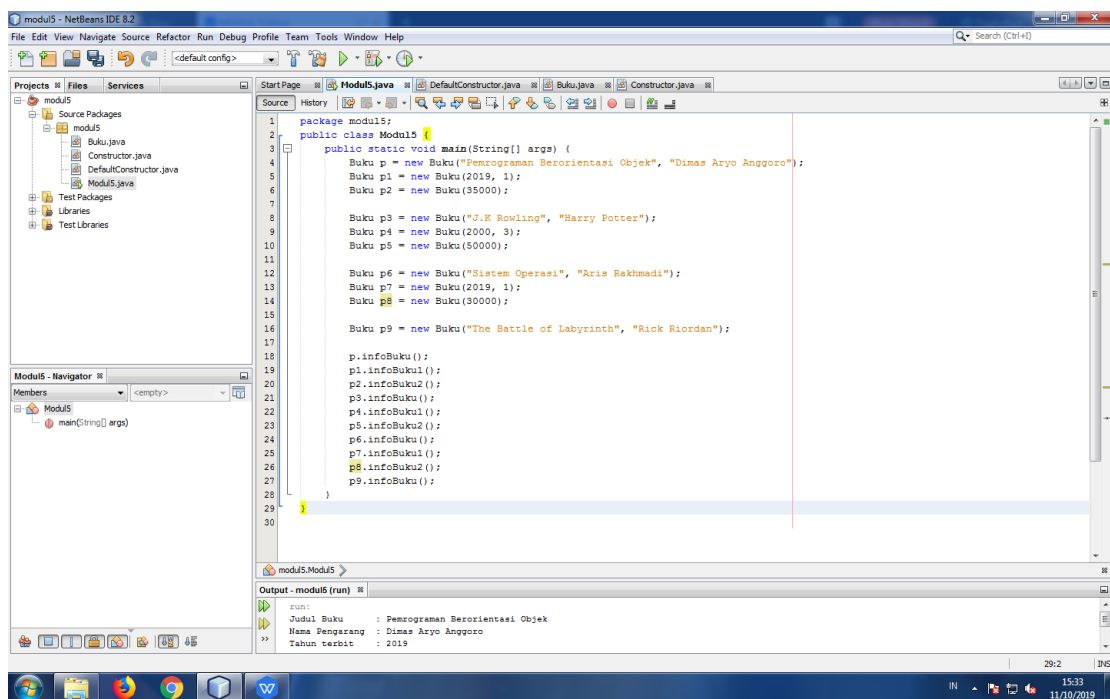 modul5 - NetBeans IDE 8.2
File Edit View Navigate Source Refactor Run Debug Profile Team Tools Window Help
Search (Ctrl+I)
<default config>
Projects Files Services
modul5
Source Packages
modul5
Buku.java
Constructor.java
DefaultConstructor.java
Modul5.java
Test Packages
Libraries
Test Libraries
Modul5 - Navigator
Members <empty>
Modul5
main(String[] args)
Start Page Modul5.java DefaultConstructor.java Buku.java Constructor.java
Source History
1 package modul5;
2 public class Modul5 {
3 public static void main(String[] args) {
4 Buku p = new Buku("Pemrograman Berorientasi Objek", "Dimas Aryo Anggoro");
5 Buku p1 = new Buku(2019, 1);
6 Buku p2 = new Buku(35000);
7
8 Buku p3 = new Buku("J.K Rowling", "Harry Potter");
9 Buku p4 = new Buku(2000, 3);
10 Buku p5 = new Buku(50000);
11
12 Buku p6 = new Buku("Sistem Operasi", "Aris Rakhmadi");
13 Buku p7 = new Buku(2019, 1);
14 Buku p8 = new Buku(30000);
15
16 Buku p9 = new Buku("The Battle of Labyrinth", "Rick Riordan");
17
18 p.infoBuku();
19 p1.infoBuku1();
20 p2.infoBuku2();
21 p3.infoBuku();
22 p4.infoBuku1();
23 p5.infoBuku2();
24 p6.infoBuku();
25 p7.infoBuku1();
26 p8.infoBuku2();
27 p9.infoBuku();
28 }
29 }
30
modul5.Modul5
Output - modul5 (run)
run:
Judul Buku : Pemrograman Berorientasi Objek
Nama Pengarang : Dimas Aryo Anggoro
Tahun terbit : 2019
29:2 INS
IN
15:33
11/10/2019